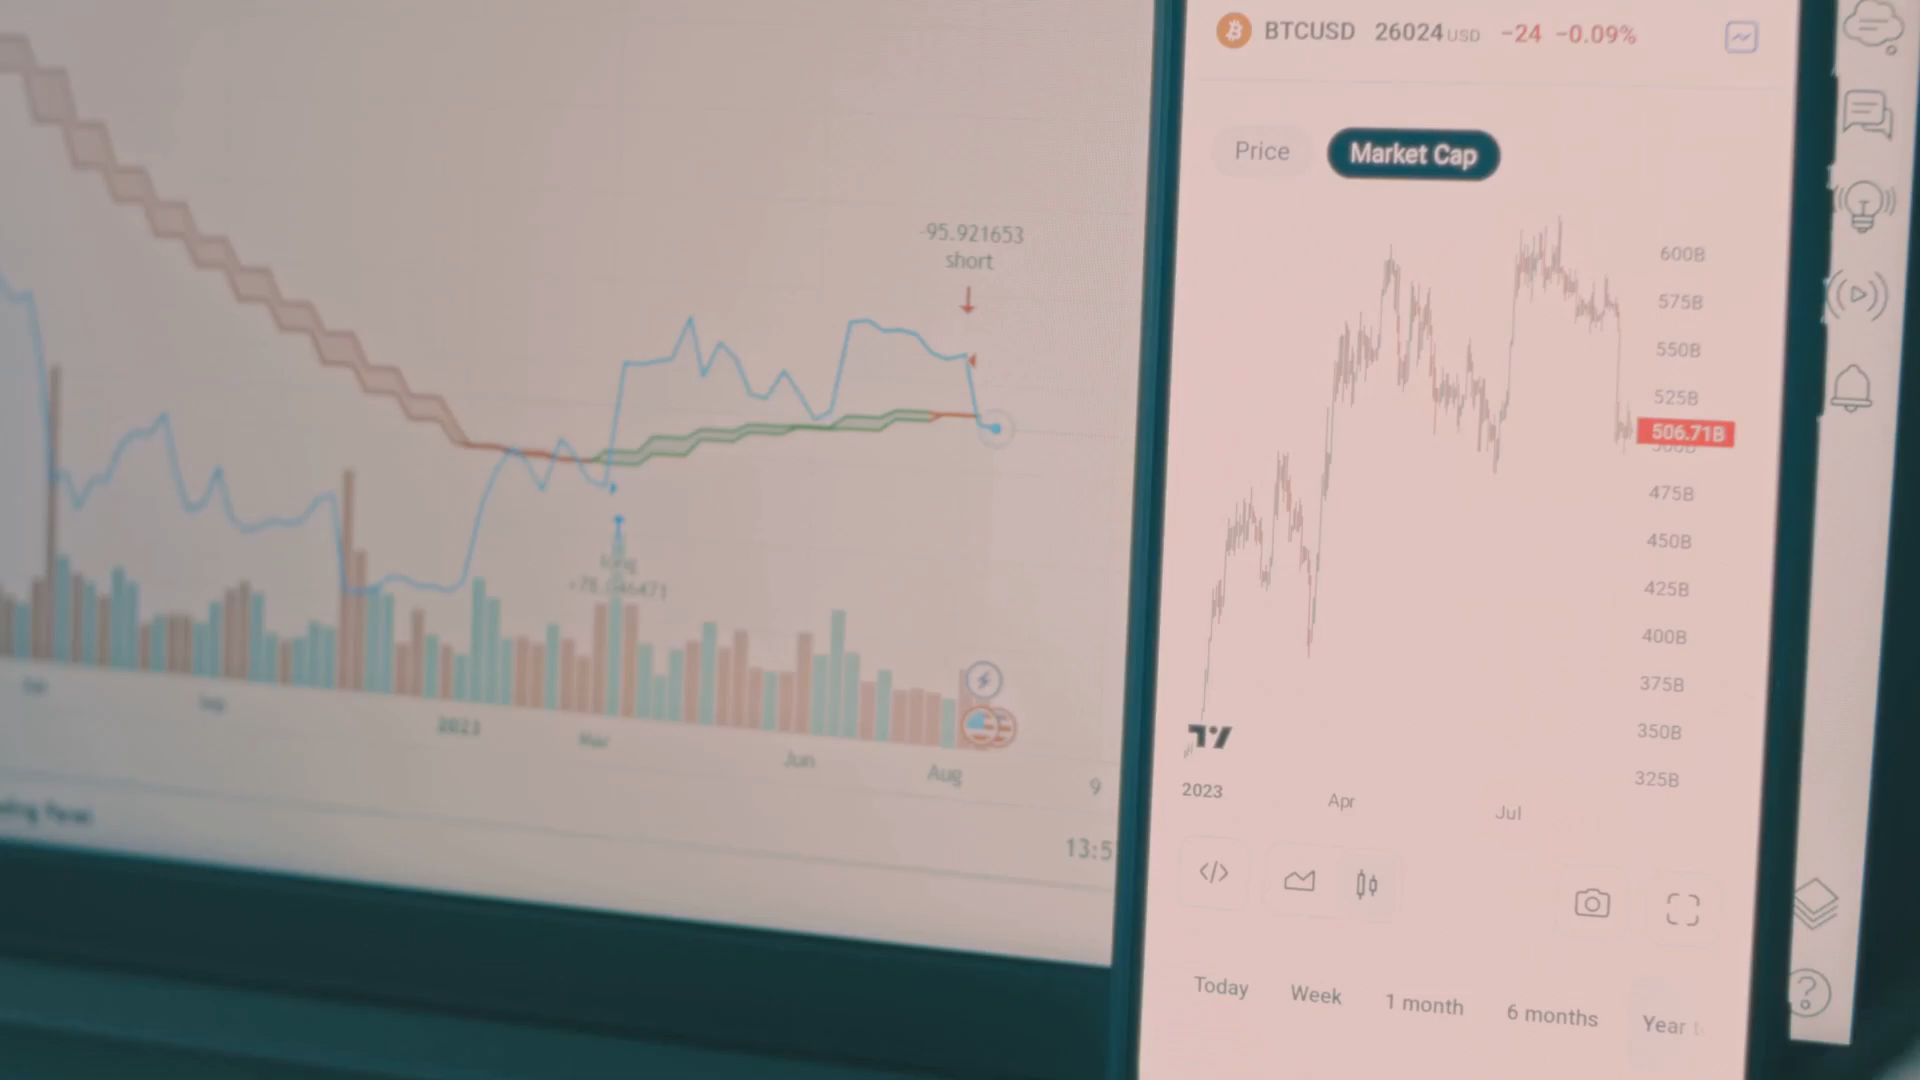 -95.921653
short
2023
Mar
Jun
Aug
9
13:5
BTCUSD 26024 USD −24 −0.09%
Price Market Cap
600B
575B
550B
525B
506.71B
475B
450B
425B
400B
375B
350B
325B
2023 Apr Jul
Today Week 1 month 6 months Year t